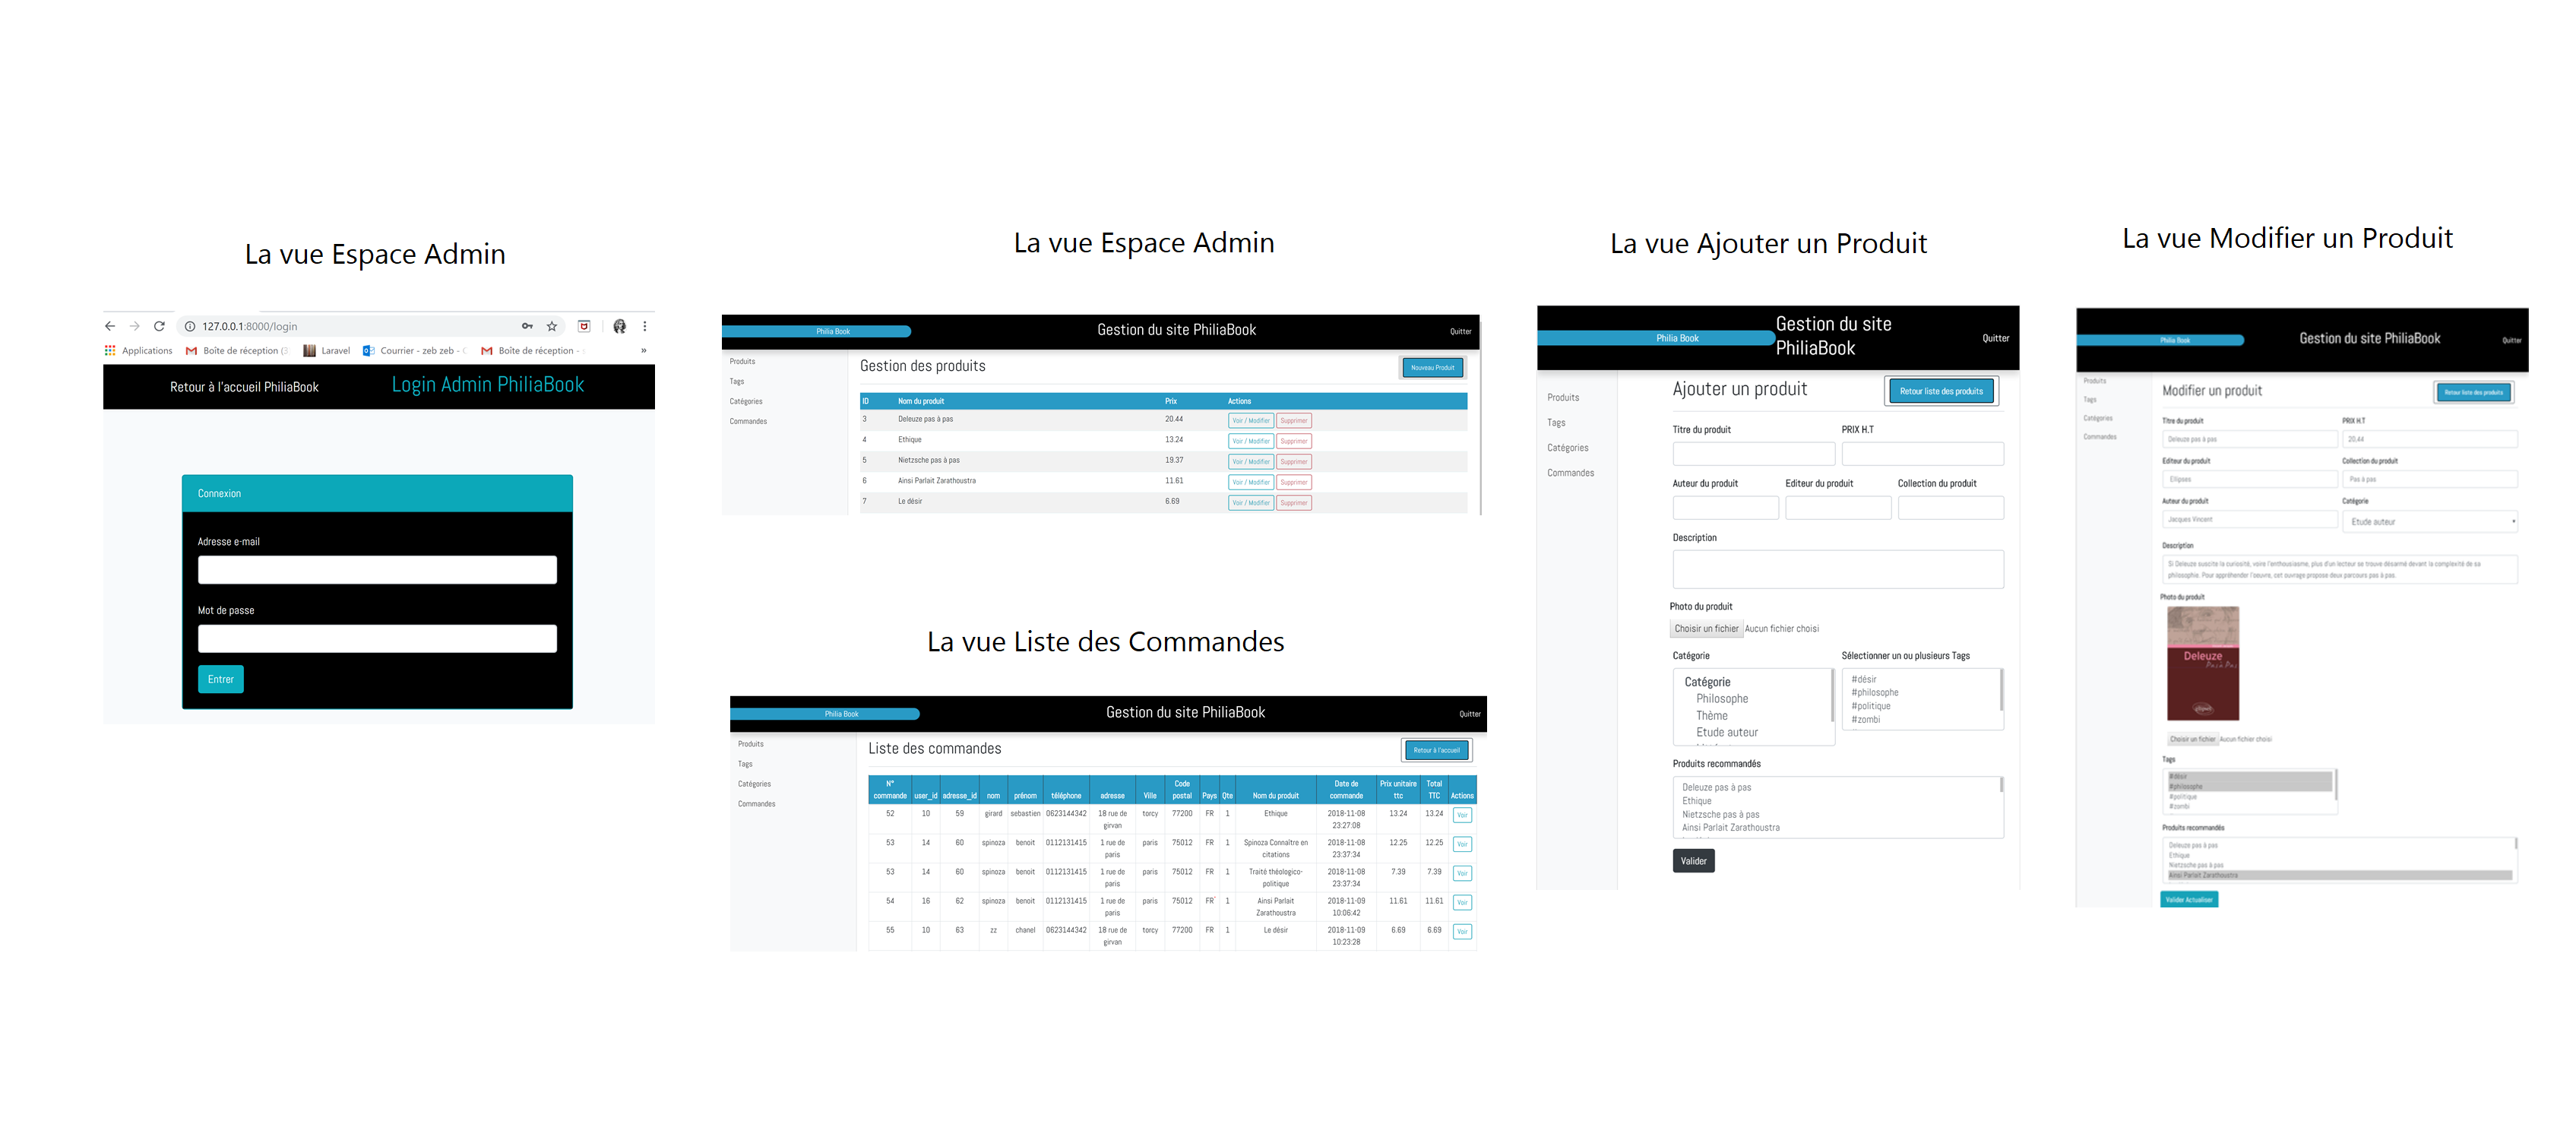 La vue Espace Admin
127.0.0.1:8000/login
Applications
Boîte de réception (3
Laravel
Courrier - zeb zeb - C
Boîte de réception -
»
Retour à l'accueil PhiliaBook
Login Admin PhiliaBook
Connexion
Adresse e-mail
Mot de passe
Entrer
La vue Espace Admin
Philia Book
Gestion du site PhiliaBook
Quitter
Produits
Tags
Catégories
Commandes
Gestion des produits
Nouveau Produit
ID Nom du produit Prix Actions
3 Deleuze pas à pas 20.44 Voir / Modifier Supprimer
4 Ethique 13.24 Voir / Modifier Supprimer
5 Nietzsche pas à pas 19.37 Voir / Modifier Supprimer
6 Ainsi Parlait Zarathoustra 11.61 Voir / Modifier Supprimer
7 Le désir 6.69 Voir / Modifier Supprimer
La vue Liste des Commandes
Philia Book
Gestion du site PhiliaBook
Quitter
Produits
Tags
Catégories
Commandes
Liste des commandes
Retour à l'accueil
N° commande user_id adresse_id nom prénom téléphone adresse Ville Code postal Pays Qte Nom du produit Date de commande Prix unitaire ttc Total TTC Actions
52 10 59 girard sebastien 0623144342 18 rue de girvan torcy 77200 FR 1 Ethique 2018-11-08 23:27:08 13.24 13.24 Voir
53 14 60 spinoza benoit 0112131415 1 rue de paris paris 75012 FR 1 Spinoza Connaître en citations 2018-11-08 23:37:34 12.25 12.25 Voir
53 14 60 spinoza benoit 0112131415 1 rue de paris paris 75012 FR 1 Traité théologico-politique 2018-11-08 23:37:34 7.39 7.39 Voir
54 16 62 spinoza benoit 0112131415 1 rue de paris paris 75012 FR 1 Ainsi Parlait Zarathoustra 2018-11-09 10:06:42 11.61 11.61 Voir
55 10 63 zz chanel 0623144342 18 rue de girvan torcy 77200 FR 1 Le désir 2018-11-09 10:23:28 6.69 6.69 Voir
La vue Ajouter un Produit
Philia Book
Gestion du site
PhiliaBook
Quitter
Produits
Tags
Catégories
Commandes
Ajouter un produit
Retour liste des produits
Titre du produit
PRIX H.T
Auteur du produit
Editeur du produit
Collection du produit
Description
Photo du produit
Choisir un fichier Aucun fichier choisi
Catégorie
Catégorie
Philosophe
Thème
Etude auteur
Sélectionner un ou plusieurs Tags
#désir
#philosophe
#politique
#zombi
Produits recommandés
Deleuze pas à pas
Ethique
Nietzsche pas à pas
Ainsi Parlait Zarathoustra
Valider
La vue Modifier un Produit
Philia Book
Gestion du site PhiliaBook
Quitter
Produits
Tags
Catégories
Commandes
Modifier un produit
Retour liste des produits
Titre du produit
Deleuze pas à pas
PRIX H.T
20,44
Editeur du produit
Ellipses
Collection du produit
Pas à pas
Auteur du produit
Jacques Vincent
Catégorie
Etude auteur
Description
Si Deleuze suscite la curiosité, voire l'enthousiasme, plus d'un lecteur se trouve désarmé devant la complexité de sa
philosophie. Pour appréhender l'œuvre, cet ouvrage propose deux parcours pas à pas.
Photo du produit
Deleuze
Pas à Pas
Choisir un fichier Aucun fichier choisi
Tags
#désir
#philosophe
#politique
#zombi
Produits recommandés
Deleuze pas à pas
Ethique
Nietzsche pas à pas
Ainsi Parlait Zarathoustra
Valider Actualiser